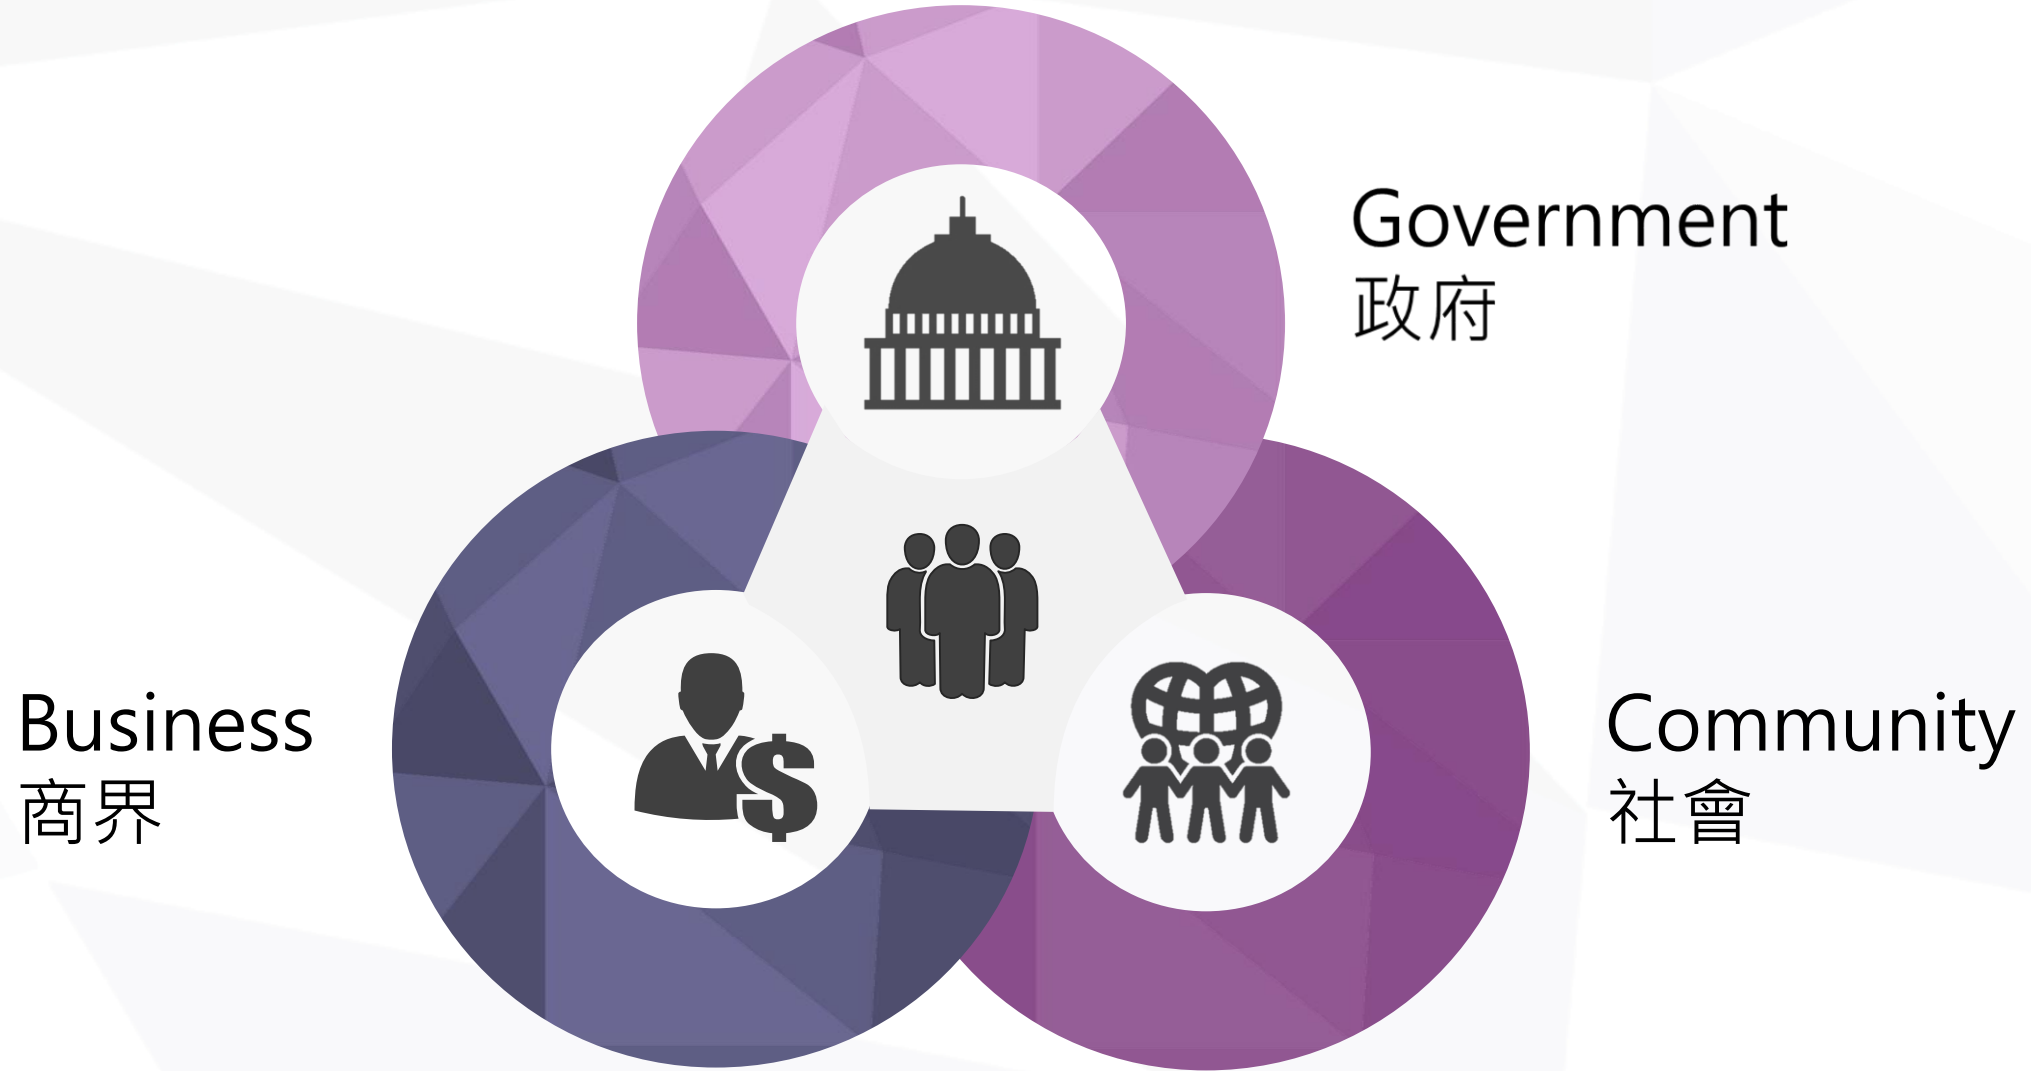 Government
政府
Business
商界
Community
社會